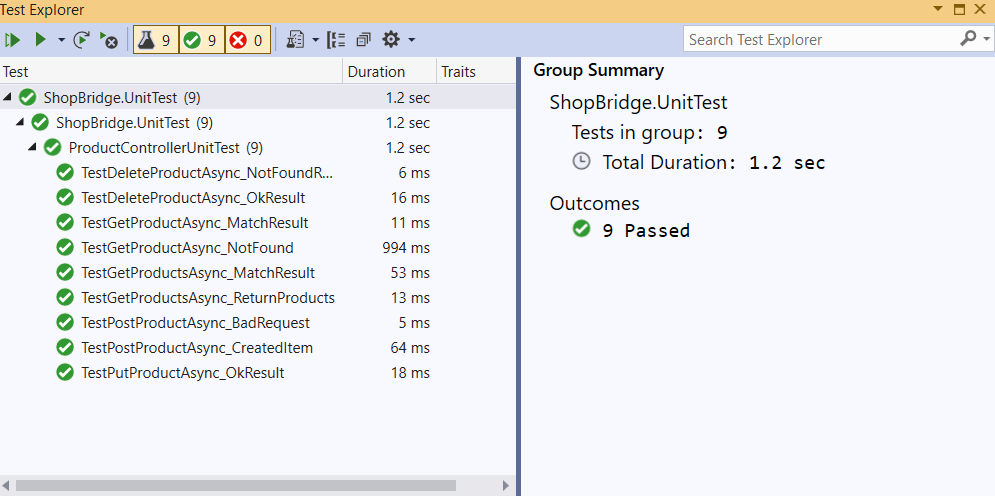 Test Explorer
9 9 0
Search Test Explorer
Test Duration Traits
ShopBridge.UnitTest (9) 1.2 sec
ShopBridge.UnitTest (9) 1.2 sec
ProductControllerUnitTest (9) 1.2 sec
TestDeleteProductAsync_NotFoundR... 6 ms
TestDeleteProductAsync_OkResult 16 ms
TestGetProductAsync_MatchResult 11 ms
TestGetProductAsync_NotFound 994 ms
TestGetProductsAsync_MatchResult 53 ms
TestGetProductsAsync_ReturnProducts 13 ms
TestPostProductAsync_BadRequest 5 ms
TestPostProductAsync_CreatedItem 64 ms
TestPutProductAsync_OkResult 18 ms
Group Summary
ShopBridge.UnitTest
Tests in group: 9
Total Duration: 1.2 sec
Outcomes
9 Passed